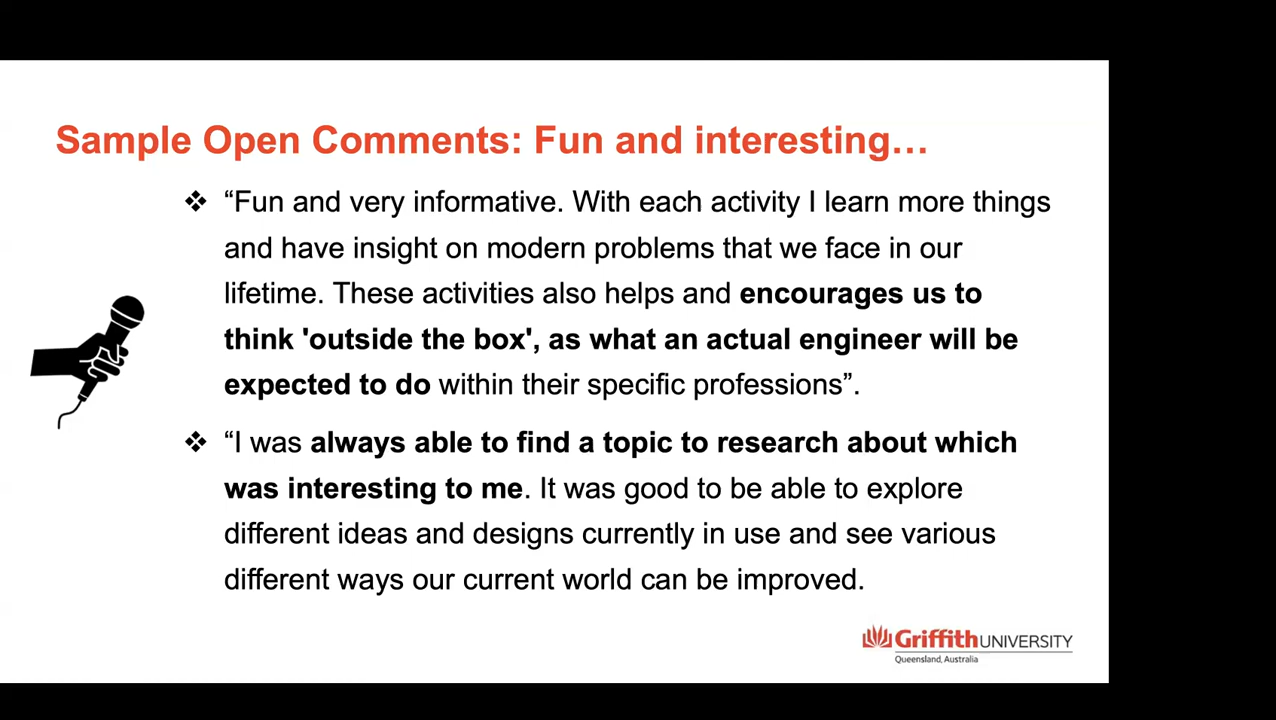 Sample Open Comments: Fun and interesting…
❖ “Fun and very informative. With each activity I learn more things
and have insight on modern problems that we face in our
lifetime. These activities also helps and encourages us to
think 'outside the box', as what an actual engineer will be
expected to do within their specific professions”.
❖ “I was always able to find a topic to research about which
was interesting to me. It was good to be able to explore
different ideas and designs currently in use and see various
different ways our current world can be improved.
Griffith UNIVERSITY
Queensland, Australia